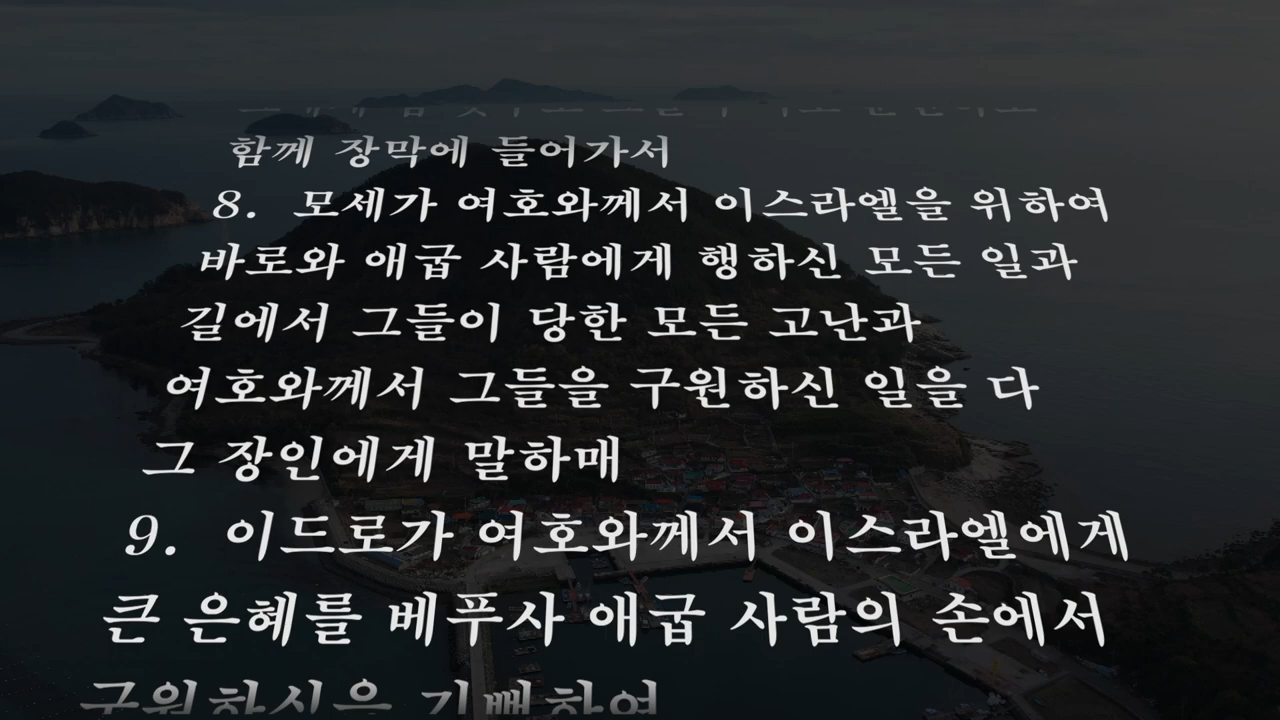 함께 장막에 들어가서
8. 모세가 여호와께서 이스라엘을 위하여
바로와 애굽 사람에게 행하신 모든 일과
길에서 그들이 당한 모든 고난과
여호와께서 그들을 구원하신 일을 다
그 장인에게 말하매
9. 이드로가 여호와께서 이스라엘에게
큰 은혜를 베푸사 애굽 사람의 손에서
구원하심을 기뻐하여